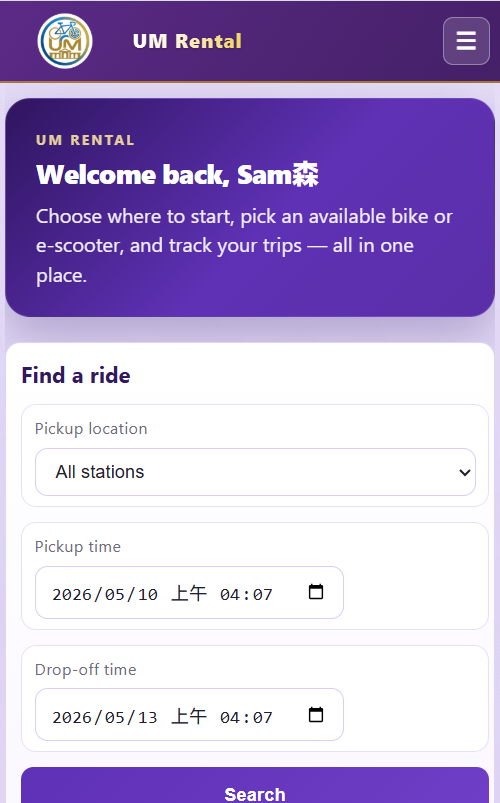 UM
UM Rental
UM RENTAL
Welcome back, Sam森
Choose where to start, pick an available bike or
e-scooter, and track your trips — all in one
place.
Find a ride
Pickup location
All stations
Pickup time
2026/05/10 上午 04:07
Drop-off time
2026/05/13 上午 04:07
Search